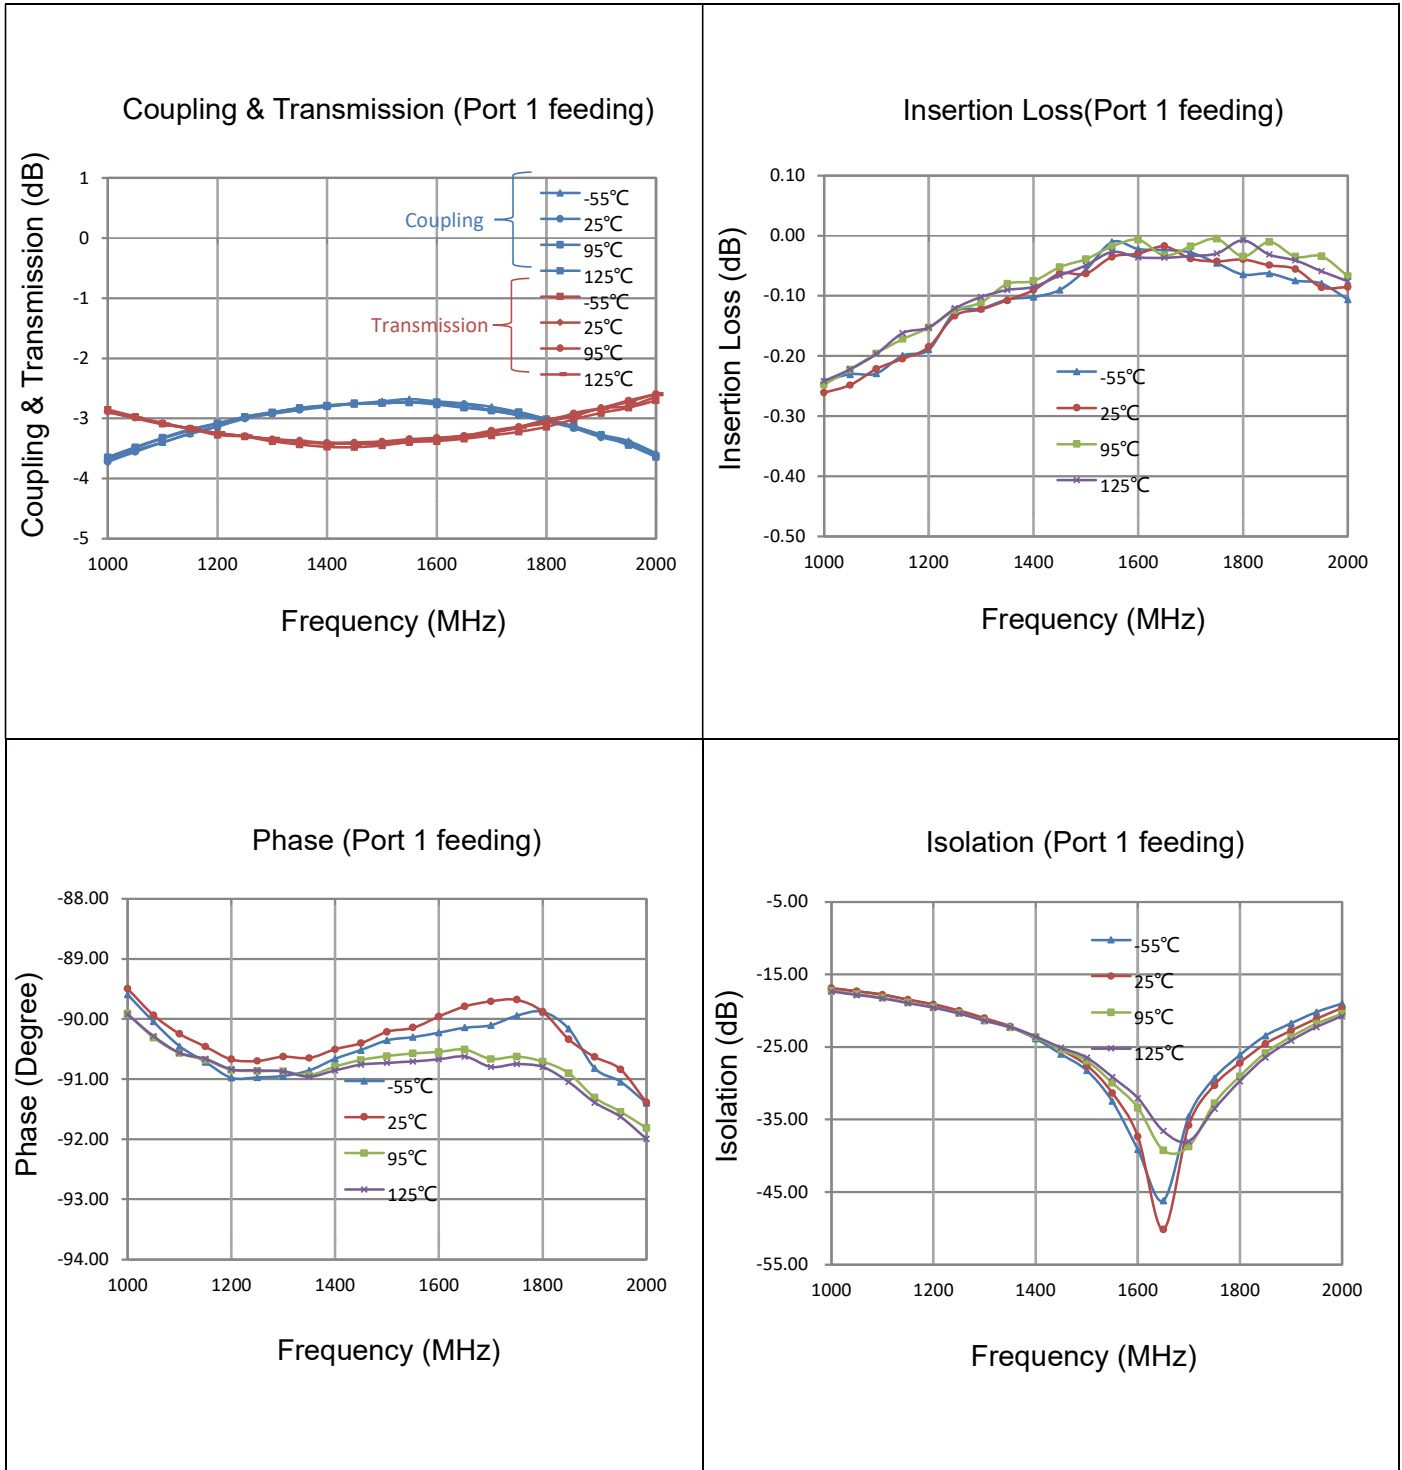 Coupling & Transmission (Port 1 feeding)
Coupling & Transmission (dB)
1
0
-1
-2
-3
-4
-5
Coupling
-55℃
25℃
95℃
125℃
Transmission
-55℃
25℃
95℃
125℃
1000 1200 1400 1600 1800 2000
Frequency (MHz)
Insertion Loss(Port 1 feeding)
Insertion Loss (dB)
0.10
0.00
-0.10
-0.20
-0.30
-0.40
-0.50
-55℃
25℃
95℃
125℃
1000 1200 1400 1600 1800 2000
Frequency (MHz)
Phase (Port 1 feeding)
Phase (Degree)
-88.00
-89.00
-90.00
-91.00
-92.00
-93.00
-94.00
-55℃
25℃
95℃
125℃
1000 1200 1400 1600 1800 2000
Frequency (MHz)
Isolation (Port 1 feeding)
Isolation (dB)
-5.00
-15.00
-25.00
-35.00
-45.00
-55.00
-55℃
25℃
95℃
125℃
1000 1200 1400 1600 1800 2000
Frequency (MHz)